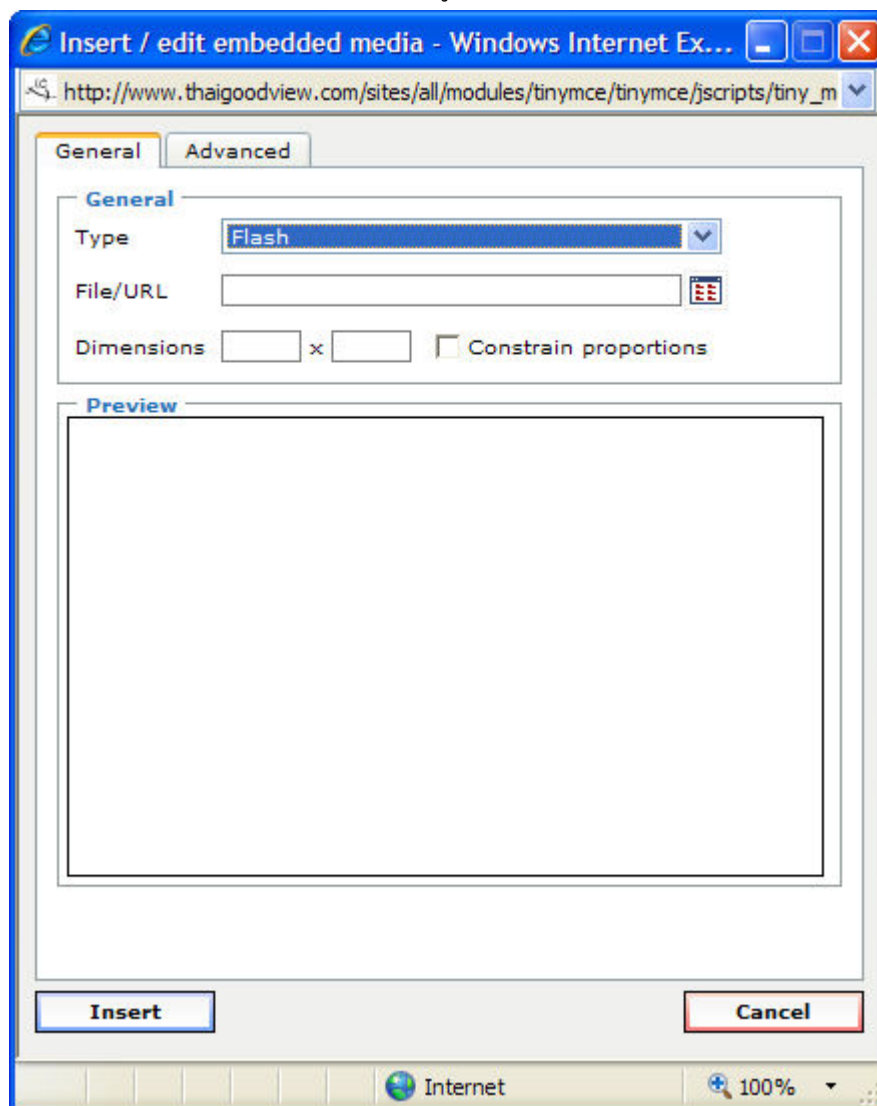 Insert / edit embedded media - Windows Internet Ex...
http://www.thaigoodview.com/sites/all/modules/tinymce/tinymce/jscripts/tiny_m
General Advanced
General
Type Flash
File/URL
Dimensions x Constrain proportions
Preview
Insert Cancel
Internet 100%